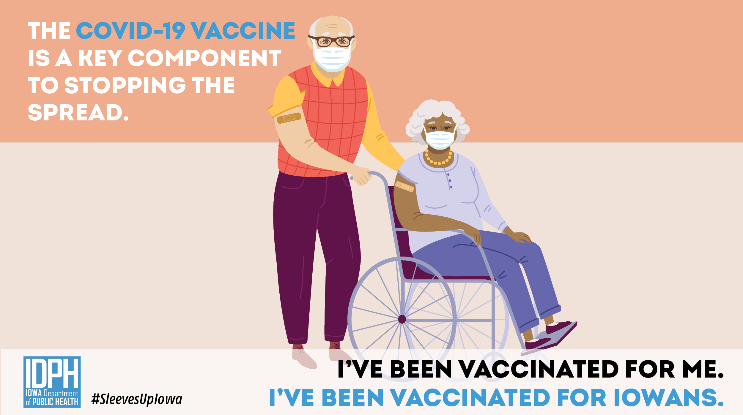 THE COVID-19 VACCINE
IS A KEY COMPONENT
TO STOPPING THE
SPREAD.
I'VE BEEN VACCINATED FOR ME.
I'VE BEEN VACCINATED FOR IOWANS.
IDPH
IOWA Department
of PUBLIC HEALTH
#SleevesUpIowa